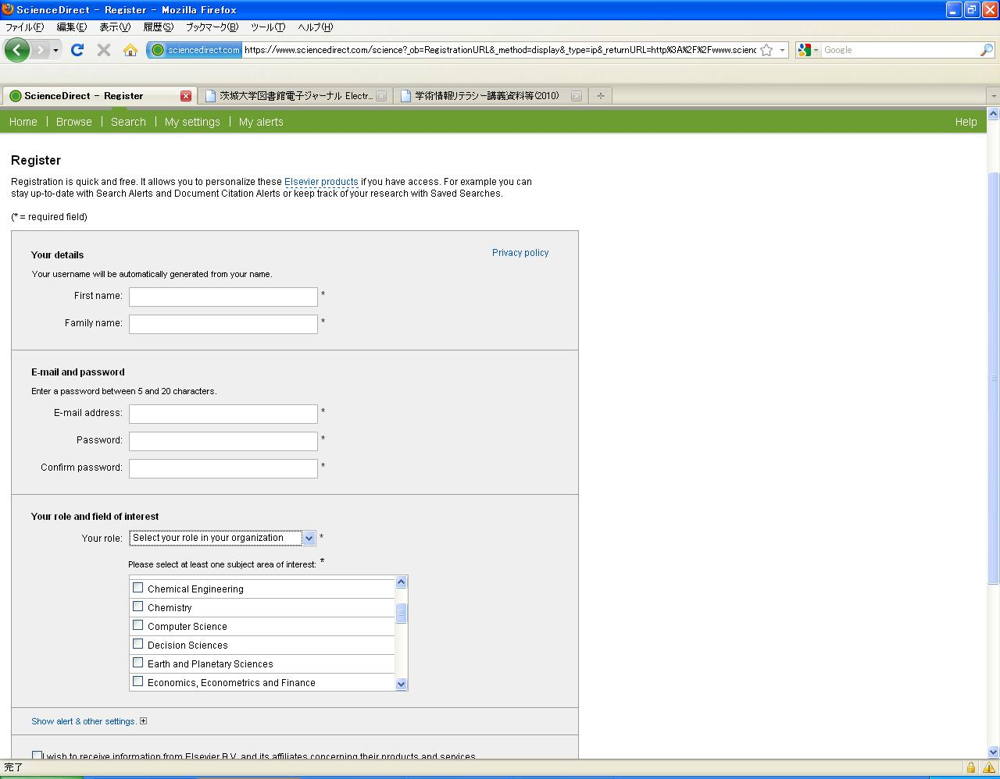 ScienceDirect - Register - Mozilla Firefox
ファイル(F) 編集(E) 表示(V) 履歴(S) ブックマーク(B) ツール(T) ヘルプ(H)
sciencedirect.com https://www.sciencedirect.com/science?_ob=RegistrationURL&_method=display&_type=ip&returnURL=http%3A%2F%2Fwww.scienc
Google
ScienceDirect - Register
茨城大学図書館電子ジャーナル Electr...
学術情報リテラシー講義資料等(2010)
Home | Browse | Search | My settings | My alerts
Help
Register
Registration is quick and free. It allows you to personalize these Elsevier products if you have access. For example you can
stay up-to-date with Search Alerts and Document Citation Alerts or keep track of your research with Saved Searches.
(* = required field)
Your details
Privacy policy
Your username will be automatically generated from your name.
First name: *
Family name: *
E-mail and password
Enter a password between 5 and 20 characters.
E-mail address: *
Password: *
Confirm password: *
Your role and field of interest
Your role: Select your role in your organization *
Please select at least one subject area of interest: *
Chemical Engineering
Chemistry
Computer Science
Decision Sciences
Earth and Planetary Sciences
Economics, Econometrics and Finance
Show alert & other settings.
I wish to receive information from Elsevier B.V. and its affiliates concerning their products and services
完了